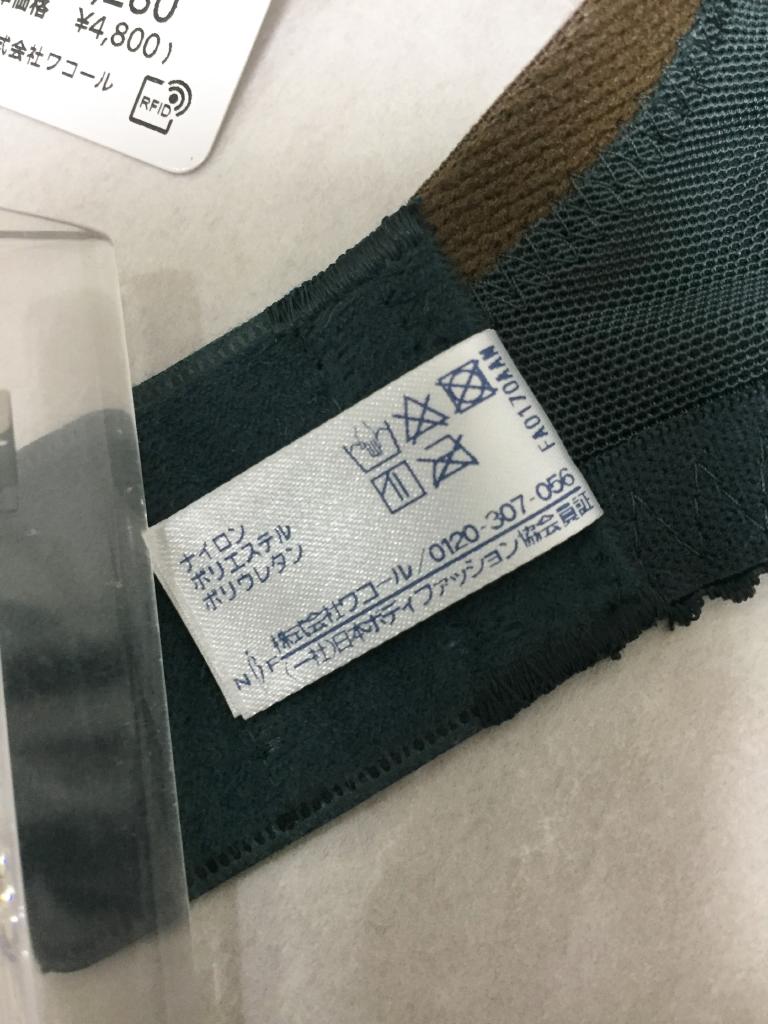 ¥4,800)
式会社ワコール
RFID
FA0170AAN
ナイロン
ポリエステル
ポリウレタン
株式会社ワコール/0120-307-056
(一社)日本ボディファッション協会員証